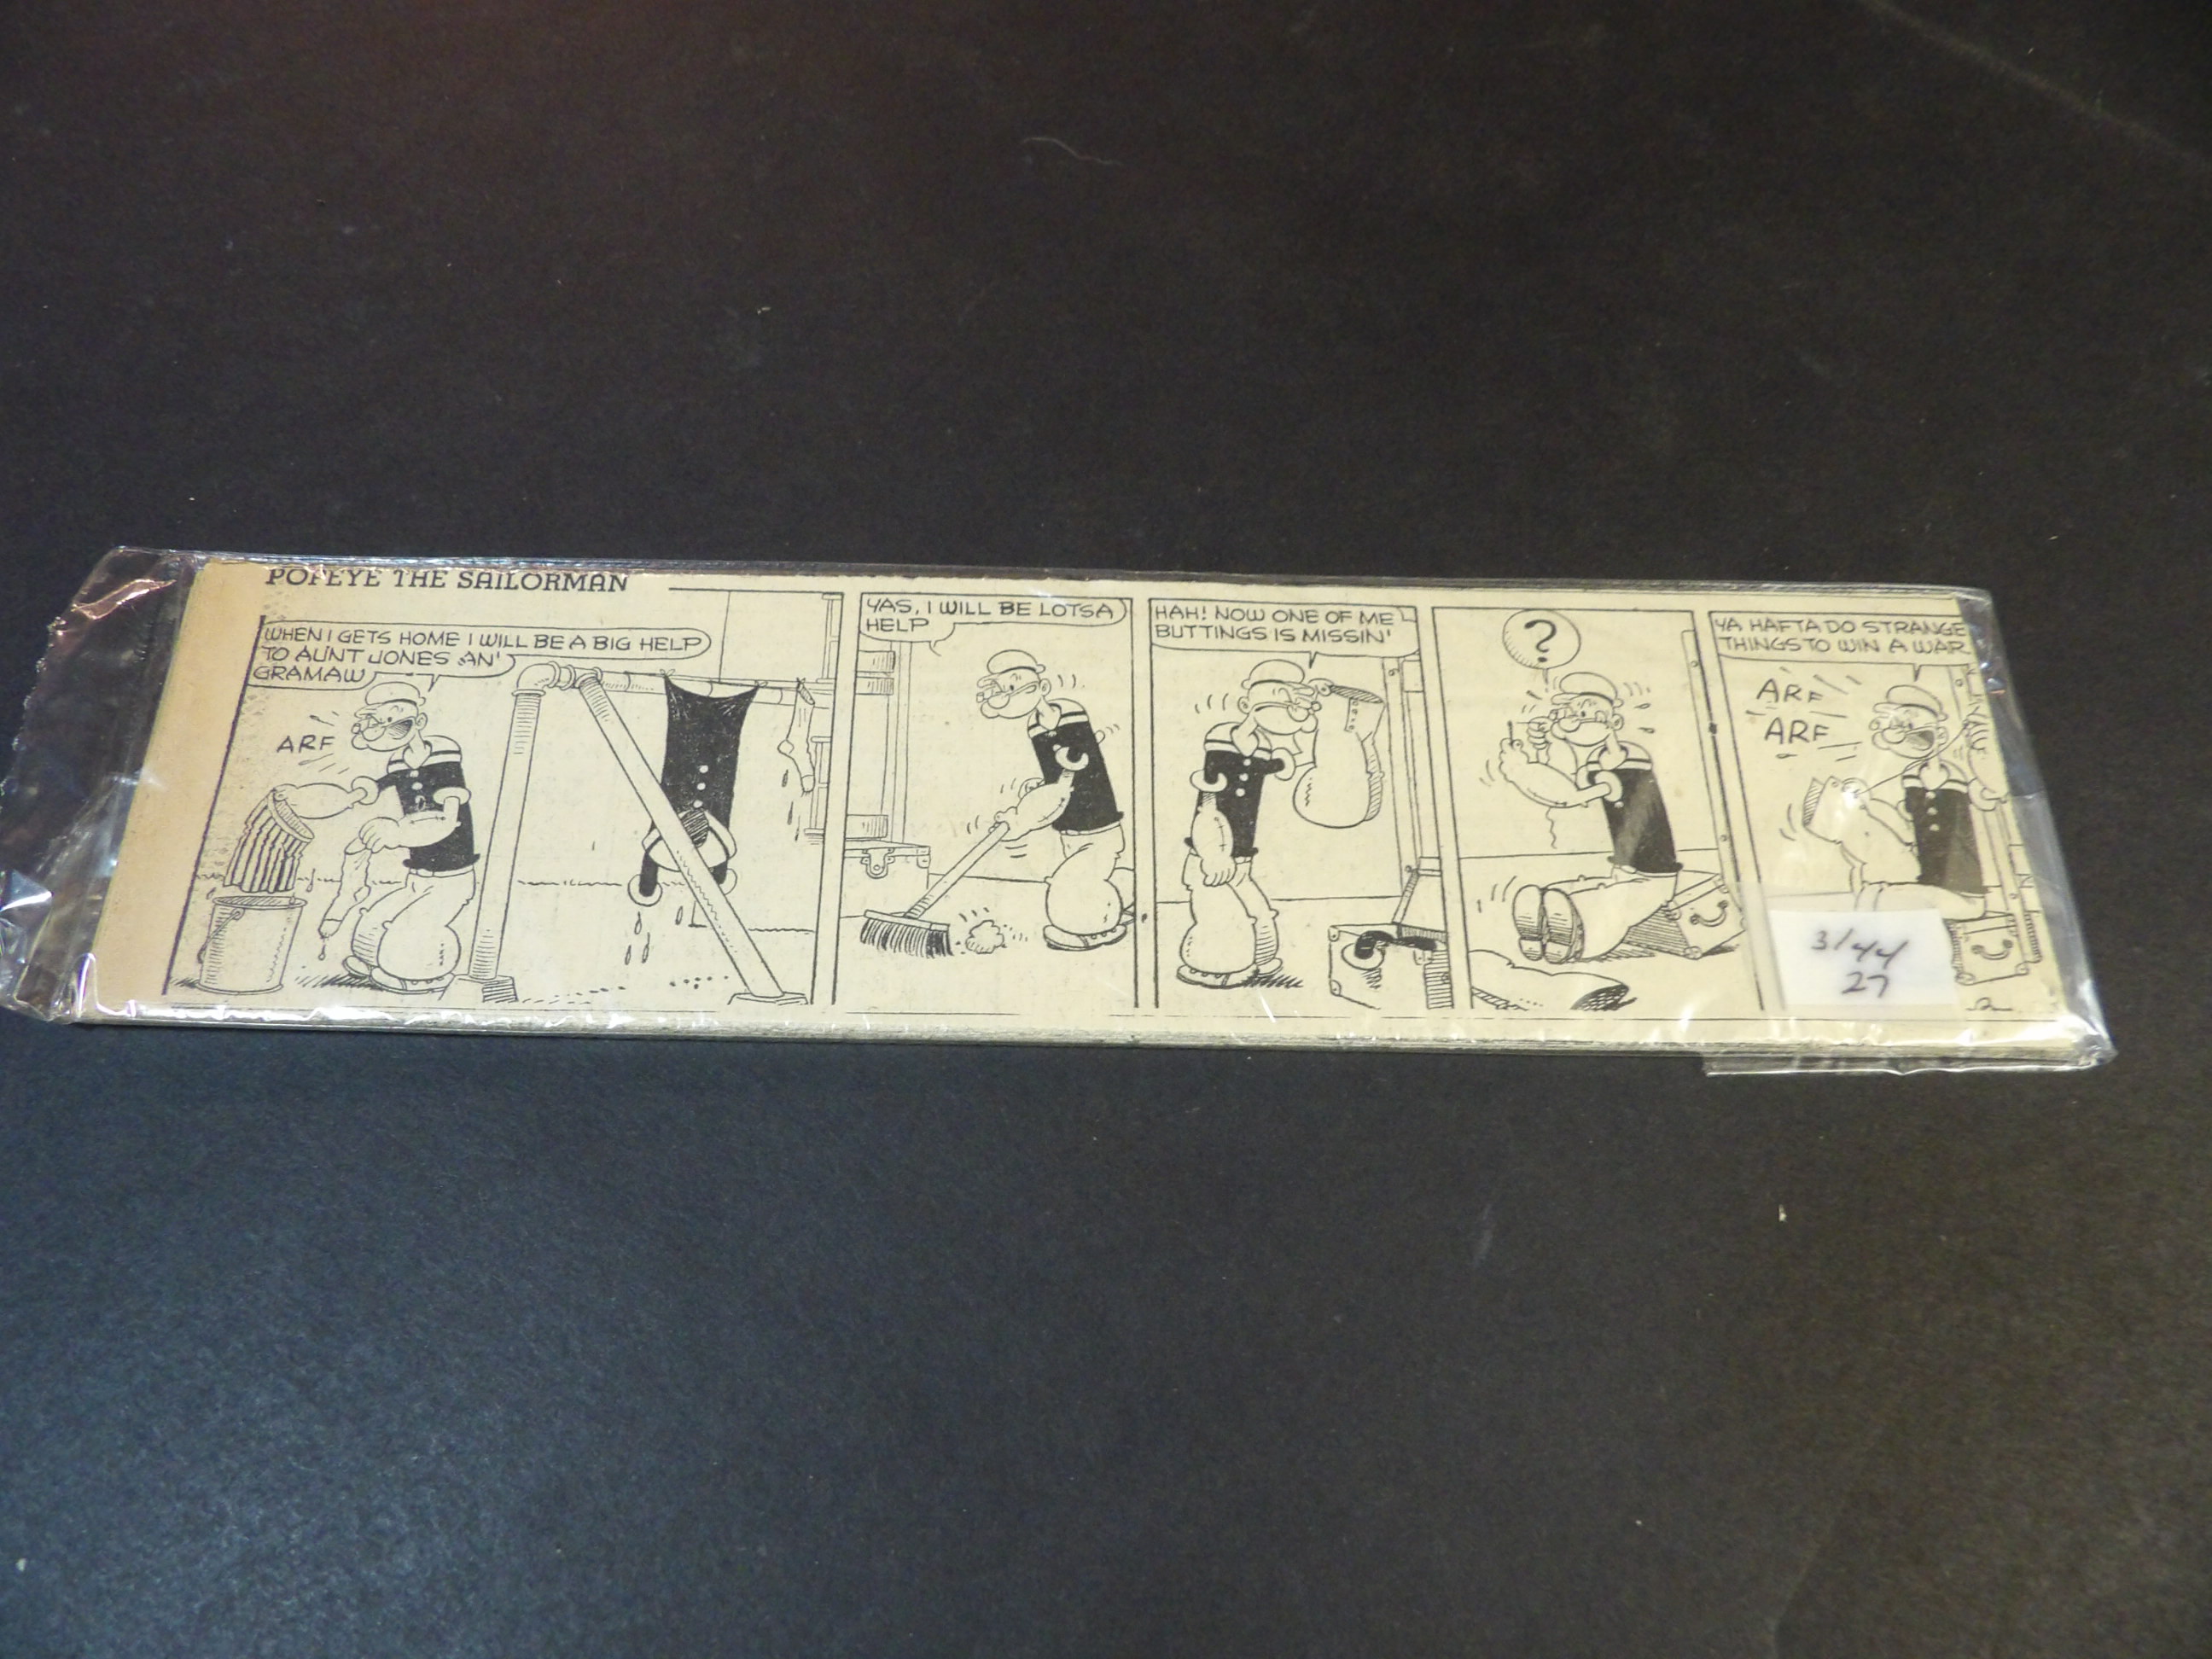 POPEYE THE SAILORMAN
WHEN I GETS HOME I WILL BE A BIG HELP
TO AUNT JONES AN'
GRAMAW
ARF
YAS, I WILL BE LOTSA
HELP
HAH! NOW ONE OF ME
BUTTINGS IS MISSIN'
?
YA HAFTA DO STRANGE
THINGS TO WIN A WAR
ARF
ARF
3/44
27